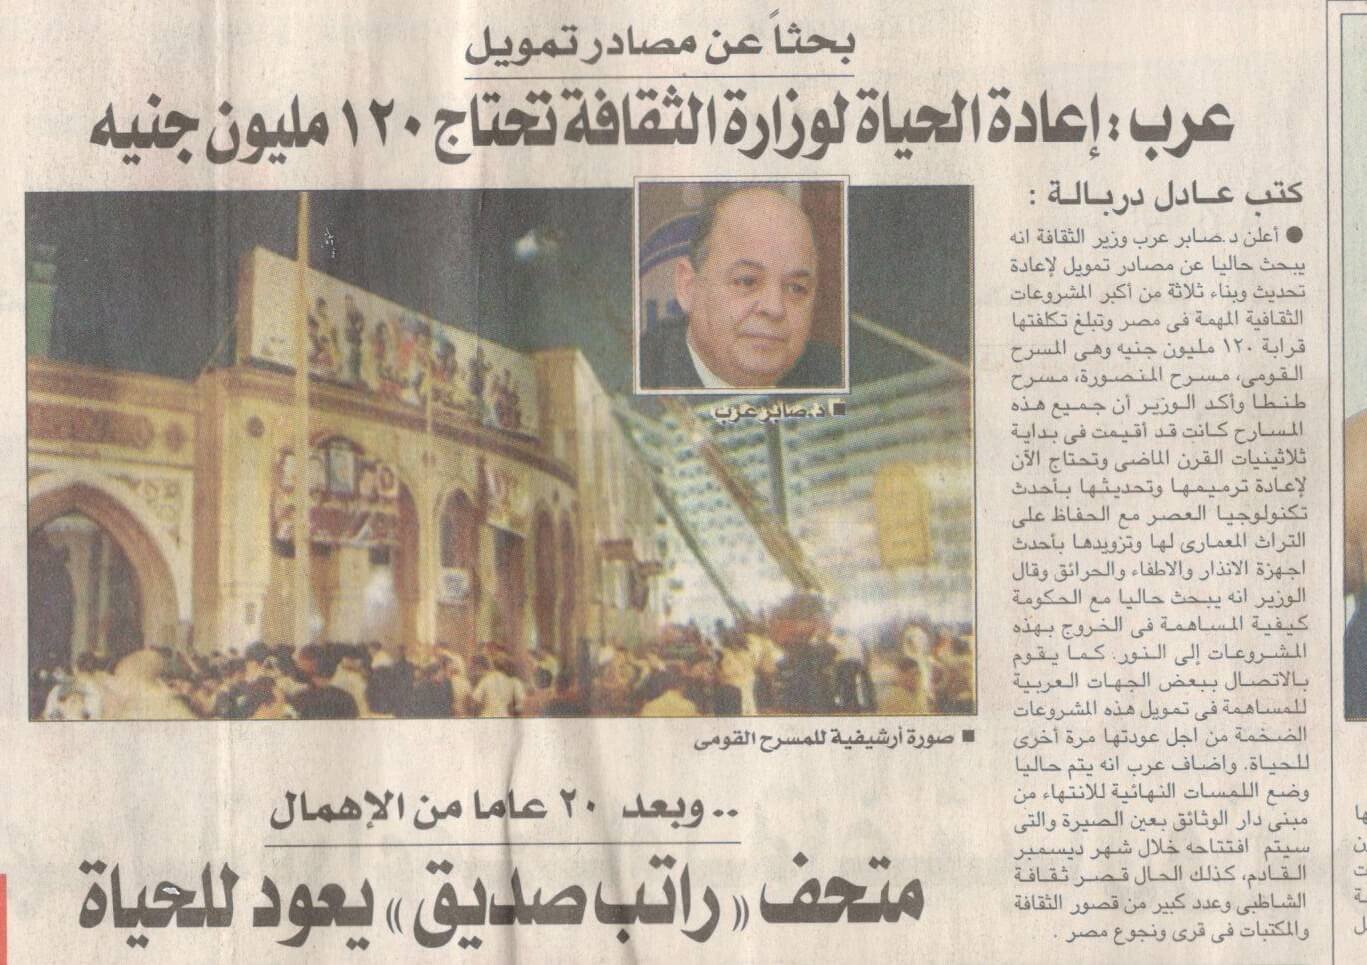 بحثاً عن مصادر تمويل
عرب : إعادة الحياة لوزارة الثقافة تحتاج ١٢٠ مليون جنيه
كتب عادل دربالة :
● أعلن د.صابر عرب وزير الثقافة انه
يبحث حاليا عن مصادر تمويل لإعادة
تحديث وبناء ثلاثة من أكبر المشروعات
الثقافية المهمة فى مصر وتبلغ تكلفتها
قرابة ١٢٠ مليون جنيه وهى المسرح
القومى، مسرح المنصورة، مسرح
طنطا وأكد الوزير أن جميع هذه
المسارح كانت قد أقيمت فى بداية
ثلاثينيات القرن الماضى وتحتاج الآن
لإعادة ترميمها وتحديثها بأحدث
تكنولوجيا العصر مع الحفاظ على
التراث المعمارى لها وتزويدها بأحدث
اجهزة الانذار والاطفاء والحرائق وقال
الوزير انه يبحث حاليا مع الحكومة
كيفية المساهمة فى الخروج بهذه
المشروعات إلى النور. كما يقوم
بالاتصال ببعض الجهات العربية
للمساهمة فى تمويل هذه المشروعات
الضخمة من اجل عودتها مرة أخرى
للحياة. واضاف عرب انه يتم حاليا
وضع اللمسات النهائية للانتهاء من
مبنى دار الوثائق بعين الصيرة والتى
سيتم افتتاحه خلال شهر ديسمبر
القادم، كذلك الحال قصر ثقافة
الشاطبى وعدد كبير من قصور الثقافة
والمكتبات فى قرى ونجوع مصر .
■ د.صابر عرب
■ صورة أرشيفية للمسرح القومى
.. وبعد ٢٠ عاما من الإهمال
متحف «راتب صديق» يعود للحياة